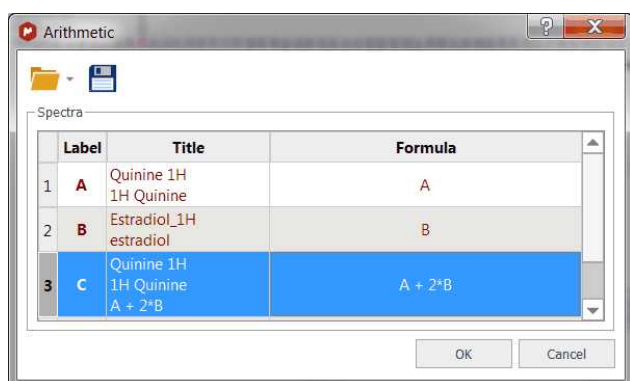 Arithmetic
Spectra
Label Title Formula
1 A Quinine 1H
1H Quinine A
2 B Estradiol_1H
estradiol B
3 C Quinine 1H
1H Quinine
A + 2*B A + 2*B
OK Cancel